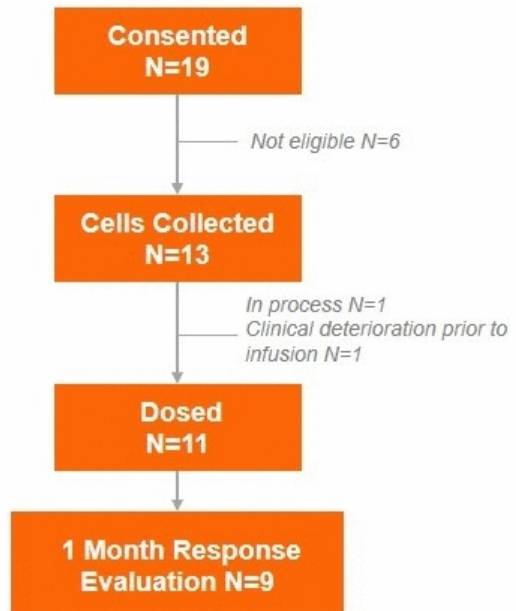 Consented
N=19
Not eligible N=6
Cells Collected
N=13
In process N=1
Clinical deterioration prior to
infusion N=1
Dosed
N=11
1 Month Response
Evaluation N=9